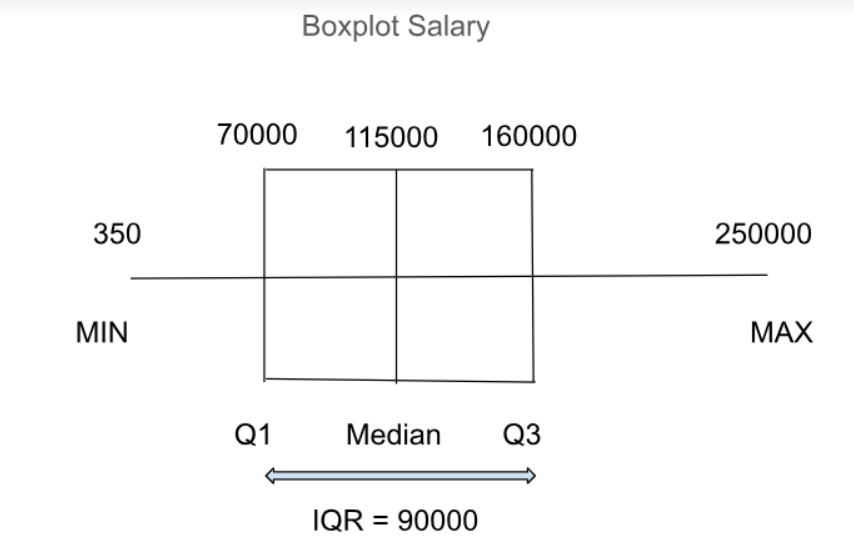 Boxplot Salary
70000 115000 160000
350 250000
MIN MAX
Q1 Median Q3
IQR = 90000